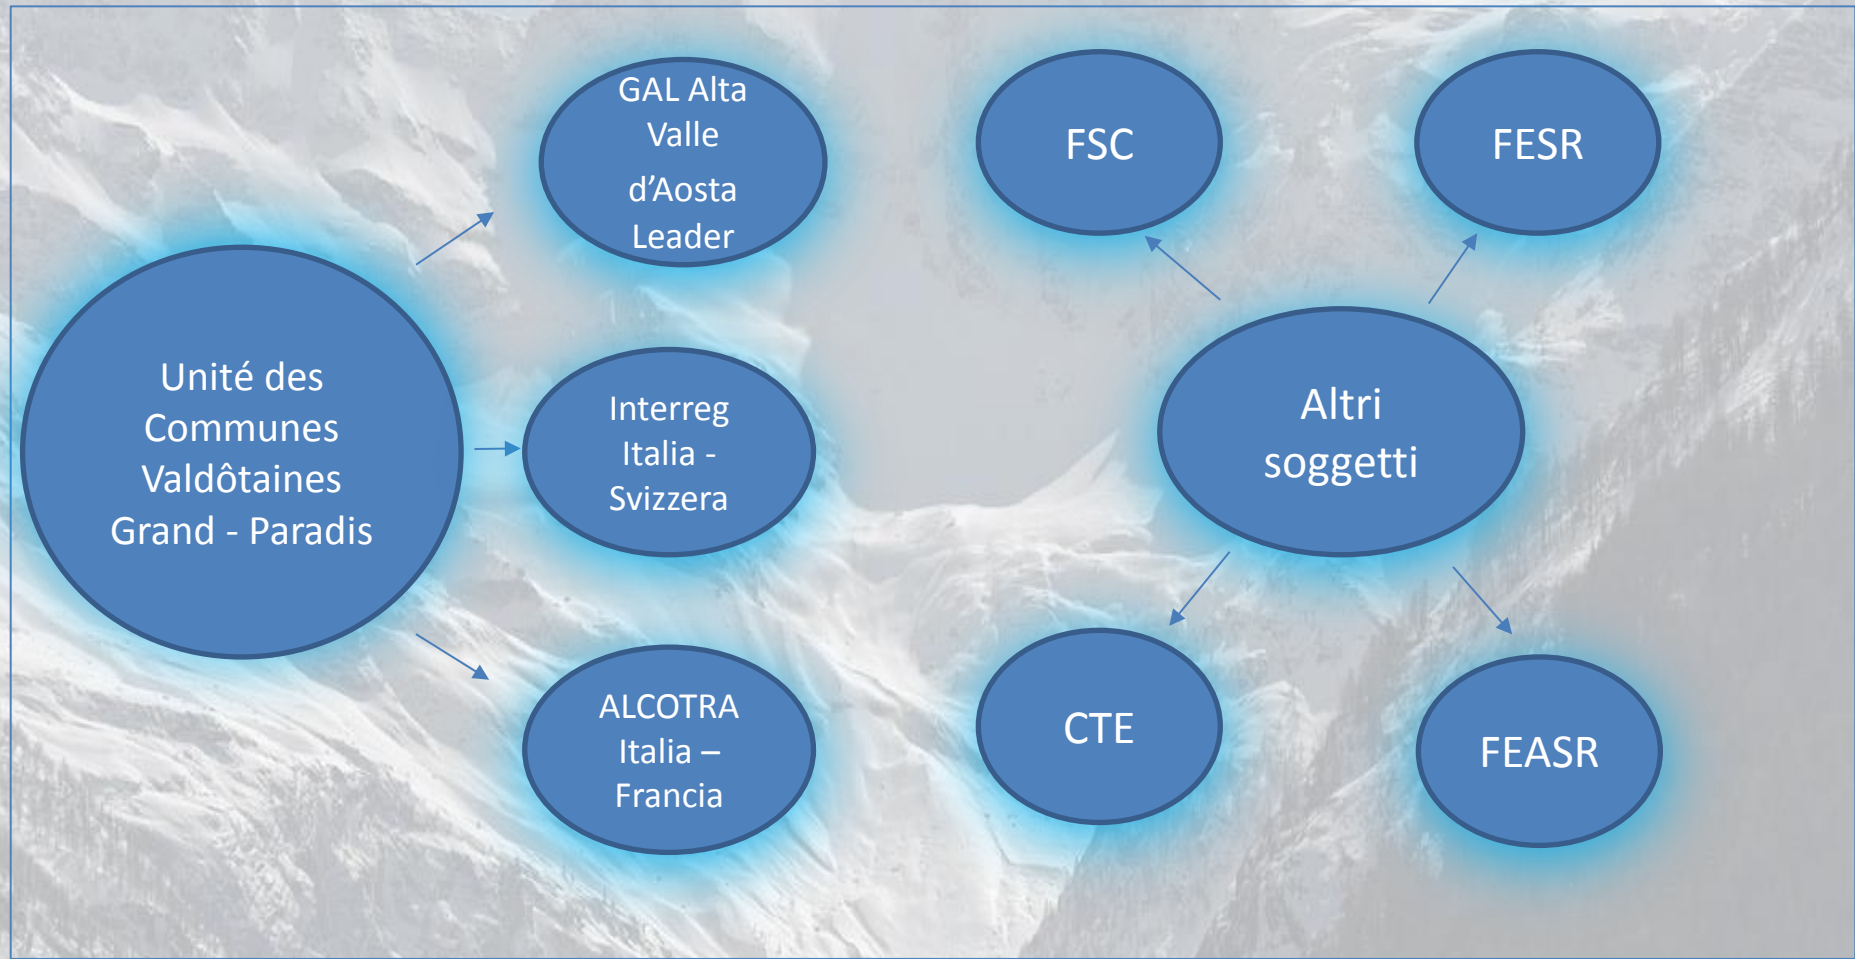 Unité des
Communes
Valdôtaines
Grand - Paradis
GAL Alta
Valle
d’Aosta
Leader
Interreg
Italia -
Svizzera
ALCOTRA
Italia –
Francia
FSC
FESR
Altri
soggetti
CTE
FEASR